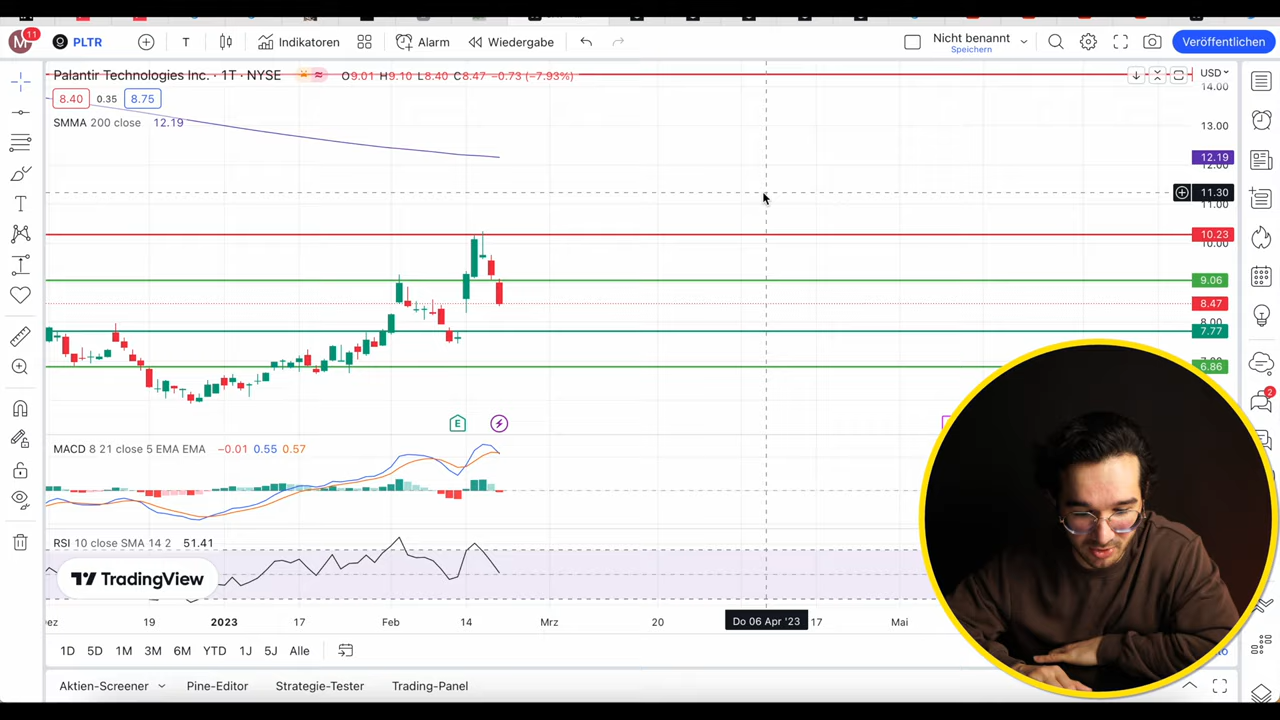 M 11 PLTR T Indikatoren Alarm Wiedergabe Nicht benannt Speichern Veröffentlichen
Palantir Technologies Inc. · 1T · NYSE O9.01 H9.10 L8.40 C8.47 −0.73 (−7.93%) USD
8.40 0.35 8.75
SMMA 200 close 12.19
14.00
13.00
12.19
12.00
11.30
11.00
10.23
10.00
9.06
8.47
8.00
7.77
6.86
E
MACD 8 21 close 5 EMA EMA −0.01 0.55 0.57
RSI 10 close SMA 14 2 51.41
TradingView
Dez 19 2023 17 Feb 14 Mrz 20 Do 06 Apr '23 17 Mai
1D 5D 1M 3M 6M YTD 1J 5J Alle
Aktien-Screener Pine-Editor Strategie-Tester Trading-Panel
2